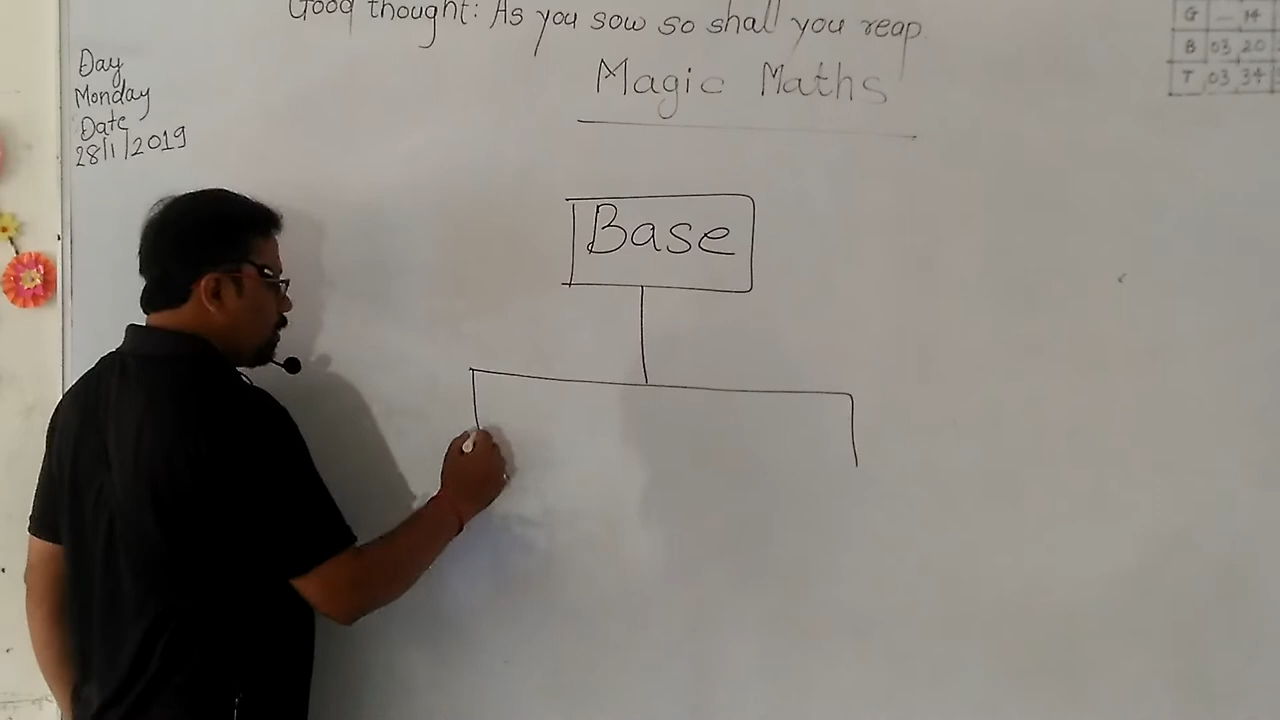 Good thought: As you sow so shall you reap.
Magic Maths
Day
Monday
Date
28/1/2019
G — 14
B 03 20
T 03 34
Base